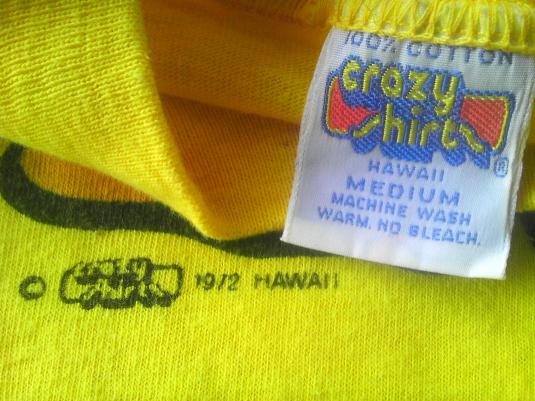 100% COTTON
crazy
shirts
®
HAWAII
MEDIUM
MACHINE WASH
WARM. NO BLEACH.
© crazy shirts 1972 HAWAII